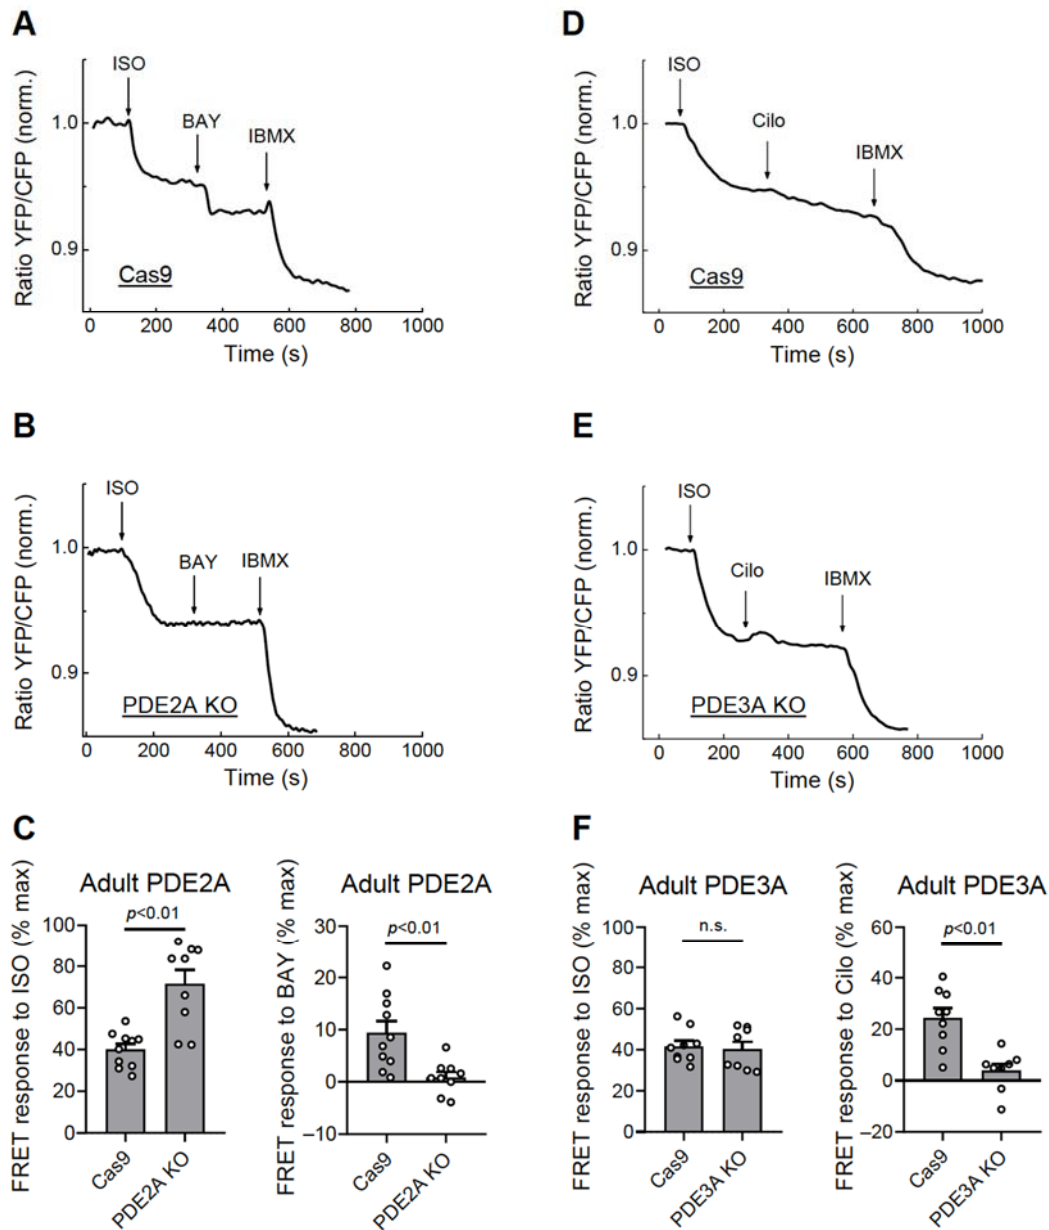 A
ISO
BAY
IBMX
1.0
0.9
Ratio YFP/CFP (norm.)
Cas9
0 200 400 600 800 1000
Time (s)
D
ISO
Cilo
IBMX
1.0
0.9
Ratio YFP/CFP (norm.)
Cas9
0 200 400 600 800 1000
Time (s)
B
ISO
BAY
IBMX
1.0
0.9
Ratio YFP/CFP (norm.)
PDE2A KO
0 200 400 600 800 1000
Time (s)
E
ISO
Cilo
IBMX
1.0
0.9
Ratio YFP/CFP (norm.)
PDE3A KO
0 200 400 600 800 1000
Time (s)
C
Adult PDE2A
p<0.01
FRET response to ISO (% max)
100
80
60
40
20
0
Cas9
PDE2A KO
Adult PDE2A
p<0.01
FRET response to BAY (% max)
30
20
10
0
–10
Cas9
PDE2A KO
F
Adult PDE3A
n.s.
FRET response to ISO (% max)
100
80
60
40
20
0
Cas9
PDE3A KO
Adult PDE3A
p<0.01
FRET response to Cilo (% max)
60
40
20
0
–20
Cas9
PDE3A KO